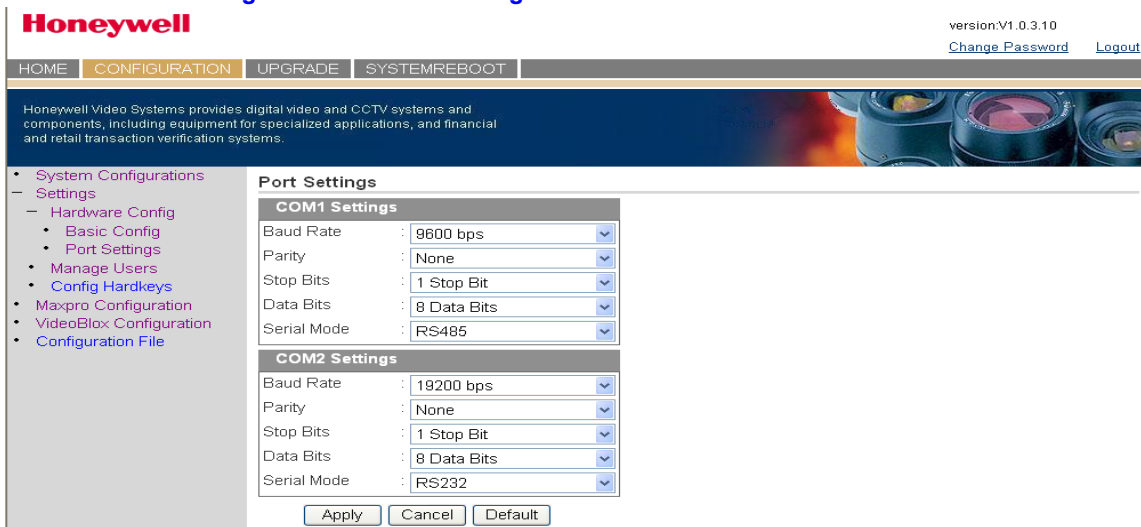 Honeywell
version:V1.0.3.10
Change Password Logout
HOME CONFIGURATION UPGRADE SYSTEMREBOOT
Honeywell Video Systems provides digital video and CCTV systems and
components, including equipment for specialized applications, and financial
and retail transaction verification systems.
• System Configurations
− Settings
− Hardware Config
• Basic Config
• Port Settings
• Manage Users
• Config Hardkeys
• Maxpro Configuration
• VideoBlox Configuration
• Configuration File
Port Settings
COM1 Settings
Baud Rate : 9600 bps
Parity : None
Stop Bits : 1 Stop Bit
Data Bits : 8 Data Bits
Serial Mode : RS485
COM2 Settings
Baud Rate : 19200 bps
Parity : None
Stop Bits : 1 Stop Bit
Data Bits : 8 Data Bits
Serial Mode : RS232
Apply Cancel Default